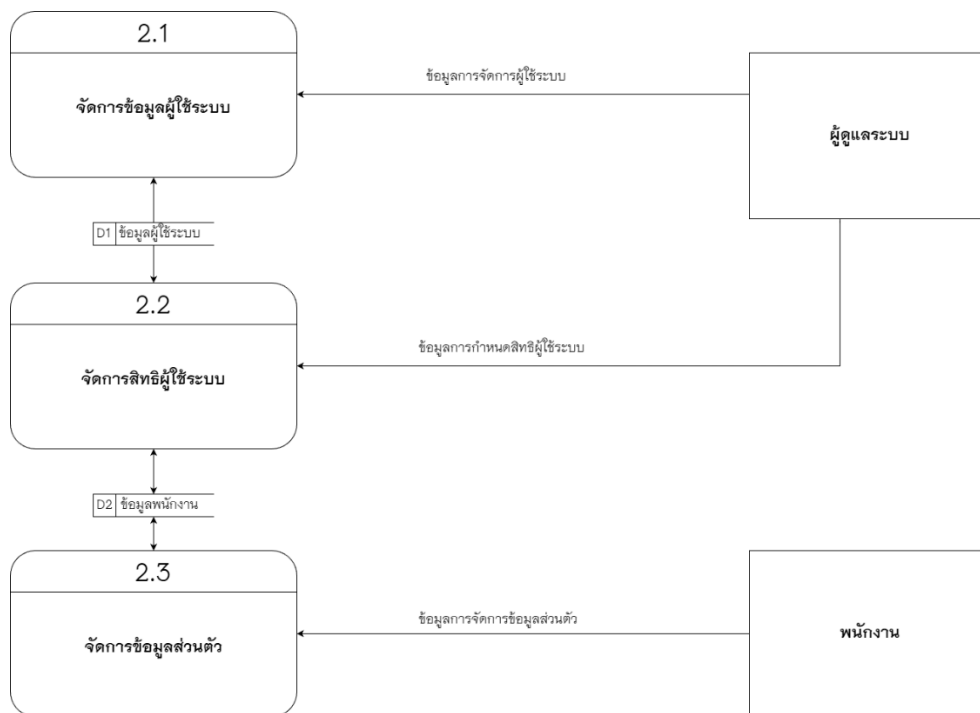 2.1
ข้อมูลการจัดการผู้ใช้ระบบ
จัดการข้อมูลผู้ใช้ระบบ
ผู้ดูแลระบบ
D1 ข้อมูลผู้ใช้ระบบ
2.2
ข้อมูลการกำหนดสิทธิผู้ใช้ระบบ
จัดการสิทธิผู้ใช้ระบบ
D2 ข้อมูลพนักงาน
2.3
ข้อมูลการจัดการข้อมูลส่วนตัว
จัดการข้อมูลส่วนตัว
พนักงาน